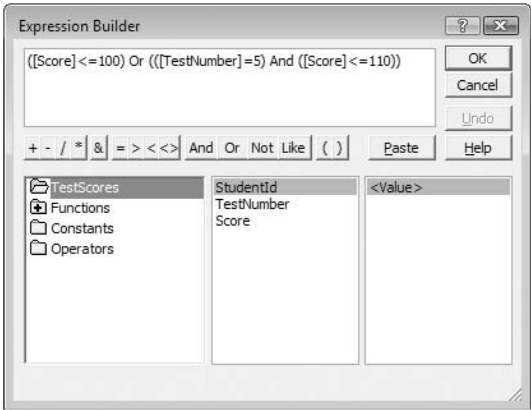 Expression Builder
([Score]<=100) Or (([TestNumber]=5) And ([Score]<=110))
OK
Cancel
Undo
+ - / * & = > < <> And Or Not Like ( ) Paste Help
TestScores
Functions
Constants
Operators
StudentId
TestNumber
Score
<Value>